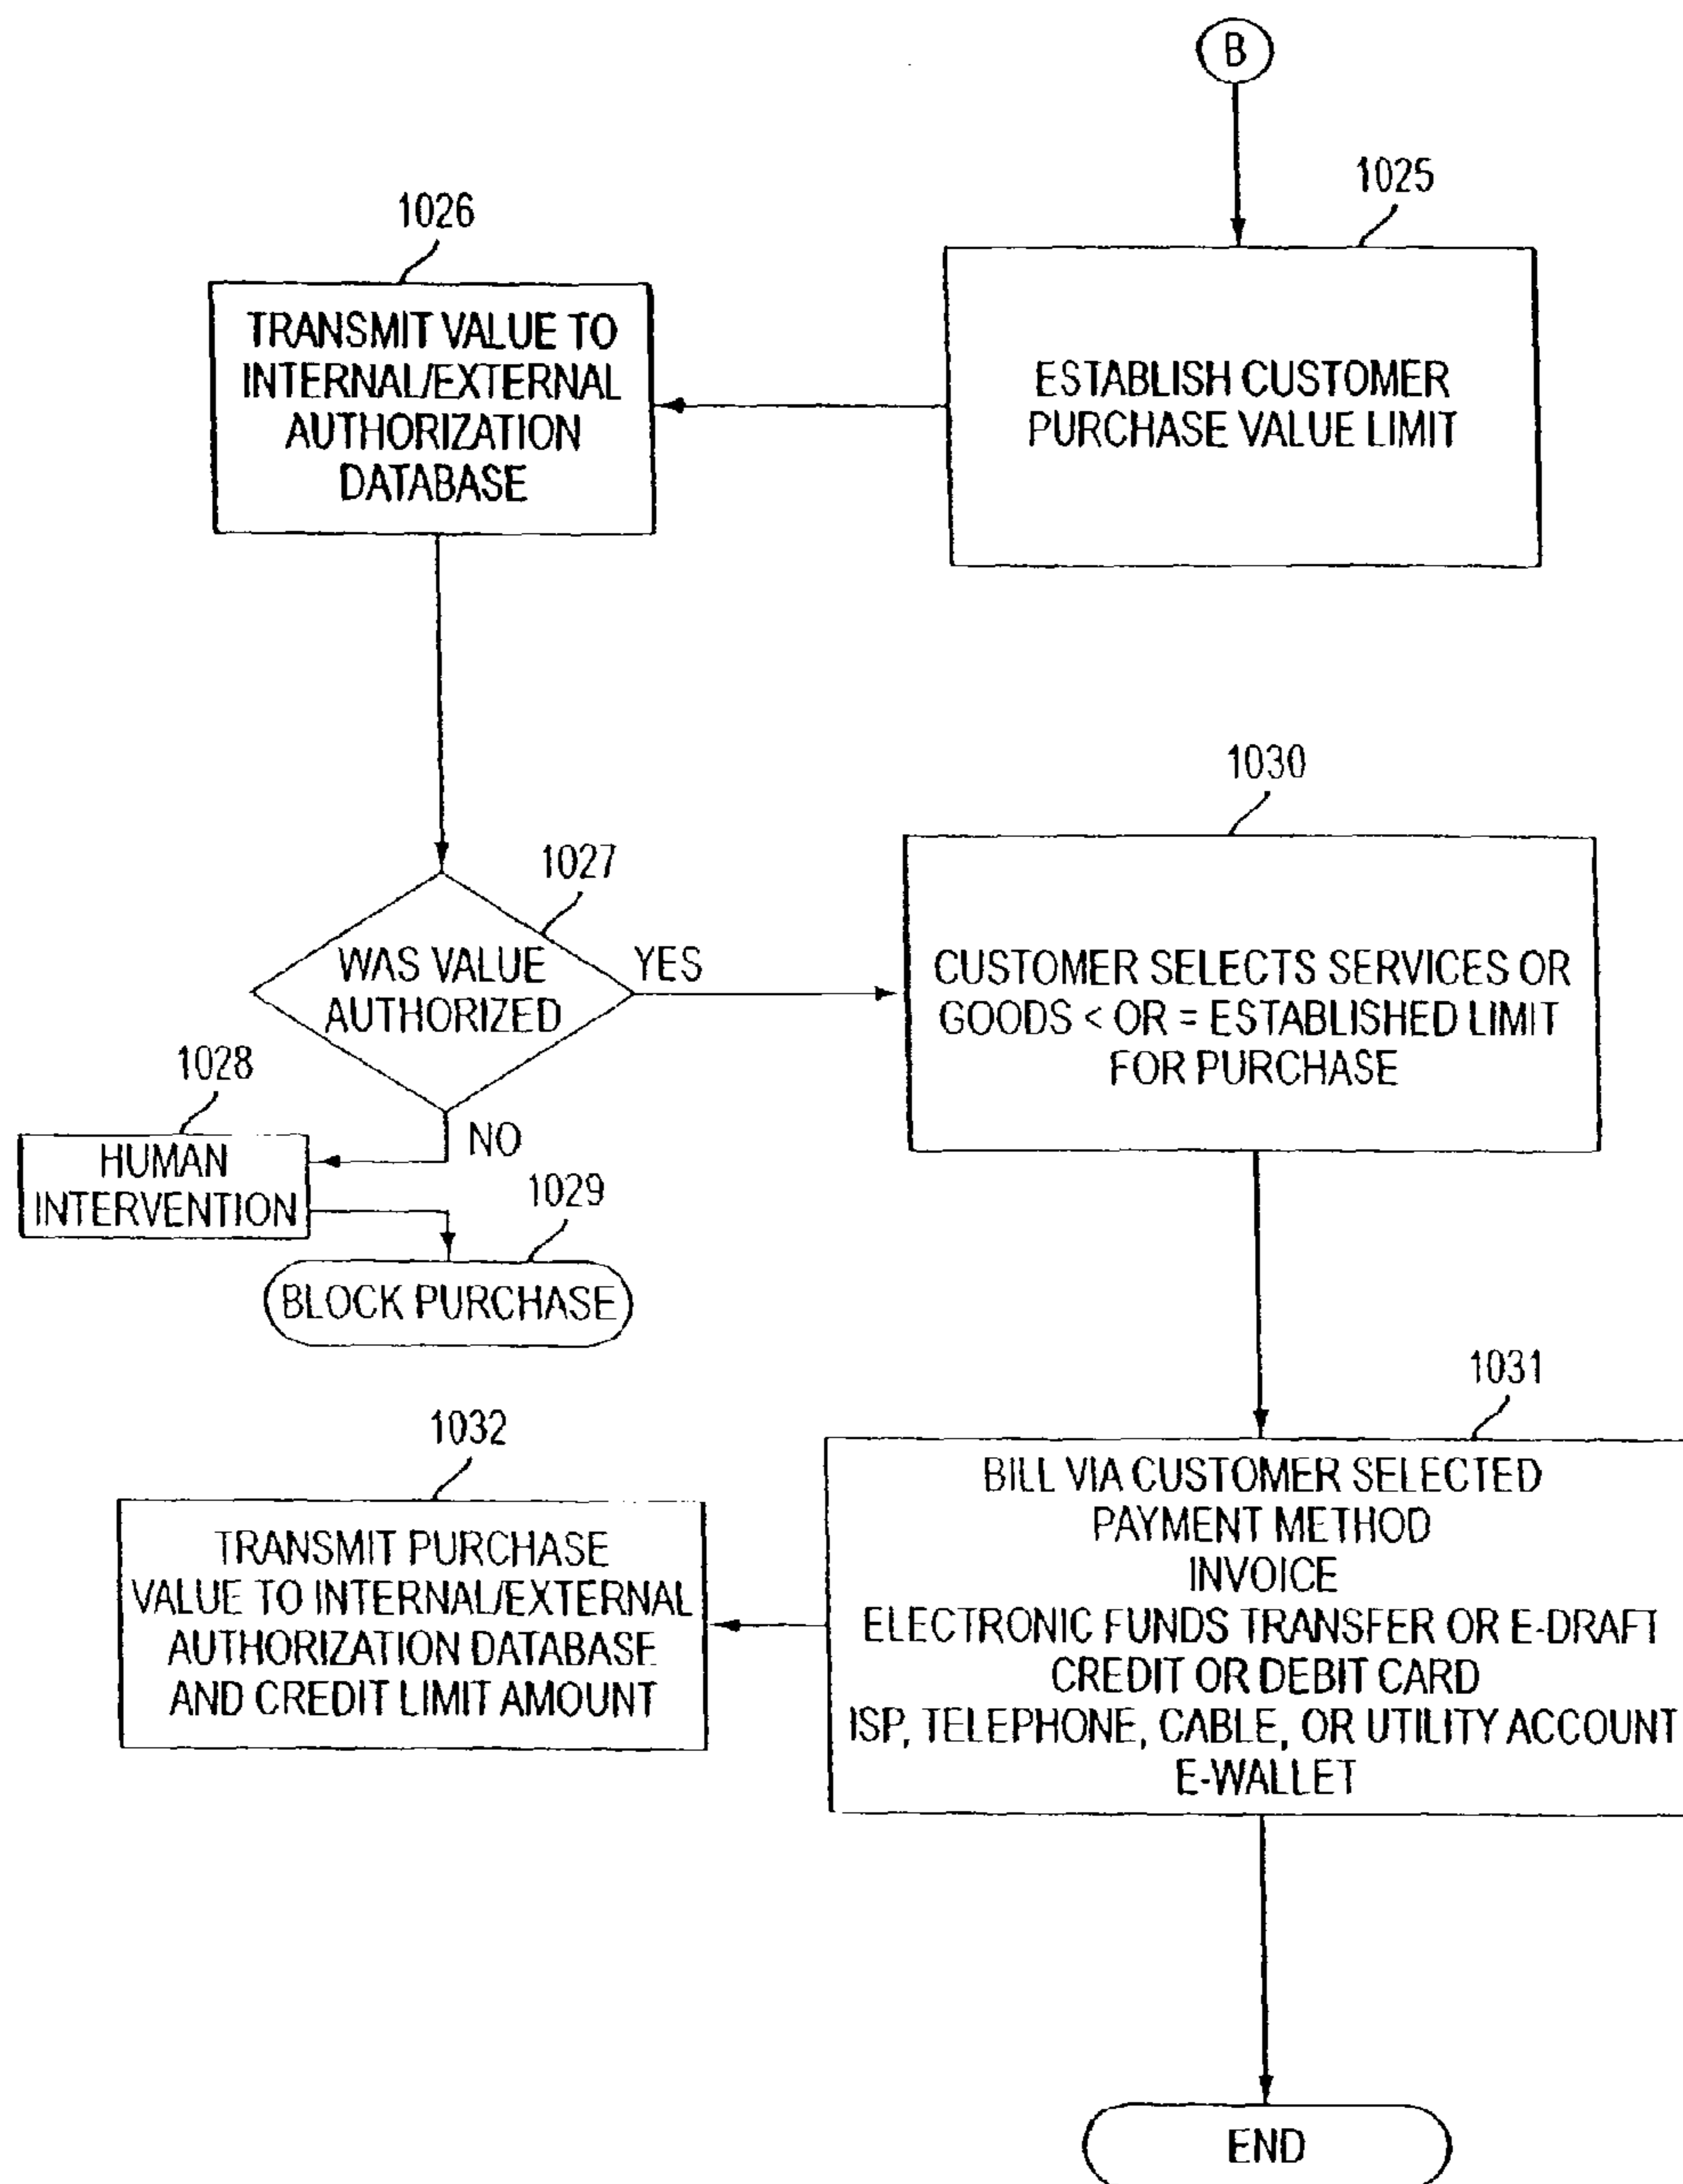 B
1025
ESTABLISH CUSTOMER
PURCHASE VALUE LIMIT
1026
TRANSMIT VALUE TO
INTERNAL/EXTERNAL
AUTHORIZATION
DATABASE
1027
WAS VALUE
AUTHORIZED
YES
NO
1028
HUMAN
INTERVENTION
1029
BLOCK PURCHASE
1030
CUSTOMER SELECTS SERVICES OR
GOODS < OR = ESTABLISHED LIMIT
FOR PURCHASE
1031
BILL VIA CUSTOMER SELECTED
PAYMENT METHOD
INVOICE
ELECTRONIC FUNDS TRANSFER OR E-DRAFT
CREDIT OR DEBIT CARD
ISP, TELEPHONE, CABLE, OR UTILITY ACCOUNT
E-WALLET
1032
TRANSMIT PURCHASE
VALUE TO INTERNAL/EXTERNAL
AUTHORIZATION DATABASE
AND CREDIT LIMIT AMOUNT
END